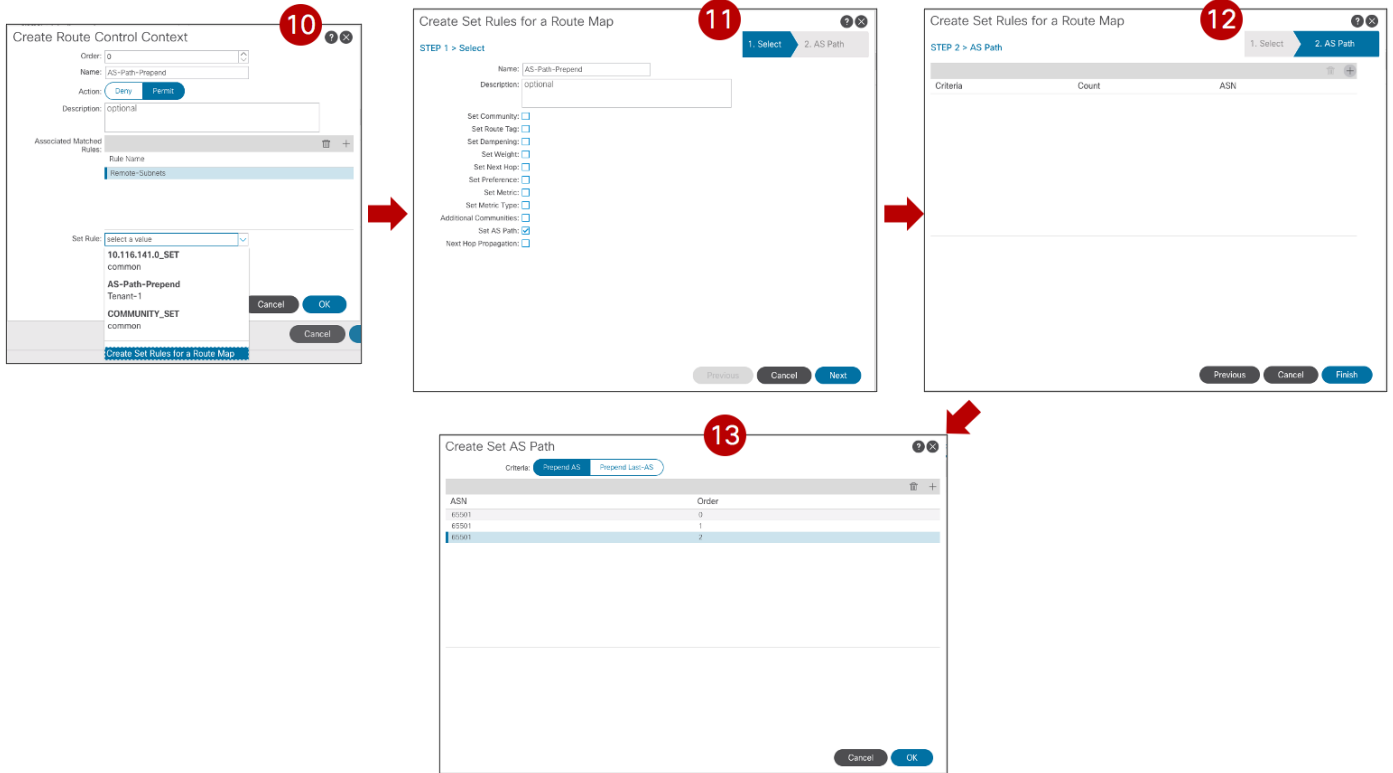 10
Create Route Control Context
Order: 0
Name: AS-Path-Prepend
Action: Deny Permit
Description: optional
Associated Matched
Rules:
Rule Name
Remote-Subnets
Set Rule: select a value
10.116.141.0_SET
common
AS-Path-Prepend
Tenant-1
COMMUNITY_SET
common
Create Set Rules for a Route Map
Cancel OK
Cancel
11
Create Set Rules for a Route Map
STEP 1 > Select
1. Select 2. AS Path
Name: AS-Path-Prepend
Description: optional
Set Community:
Set Route Tag:
Set Dampening:
Set Weight:
Set Next Hop:
Set Preference:
Set Metric:
Set Metric Type:
Additional Communities:
Set AS Path:
Next Hop Propagation:
Previous Cancel Next
12
Create Set Rules for a Route Map
STEP 2 > AS Path
1. Select 2. AS Path
Criteria Count ASN
Previous Cancel Finish
13
Create Set AS Path
Criteria: Prepend AS Prepend Last-AS
ASN Order
65501 0
65501 1
65501 2
Cancel OK